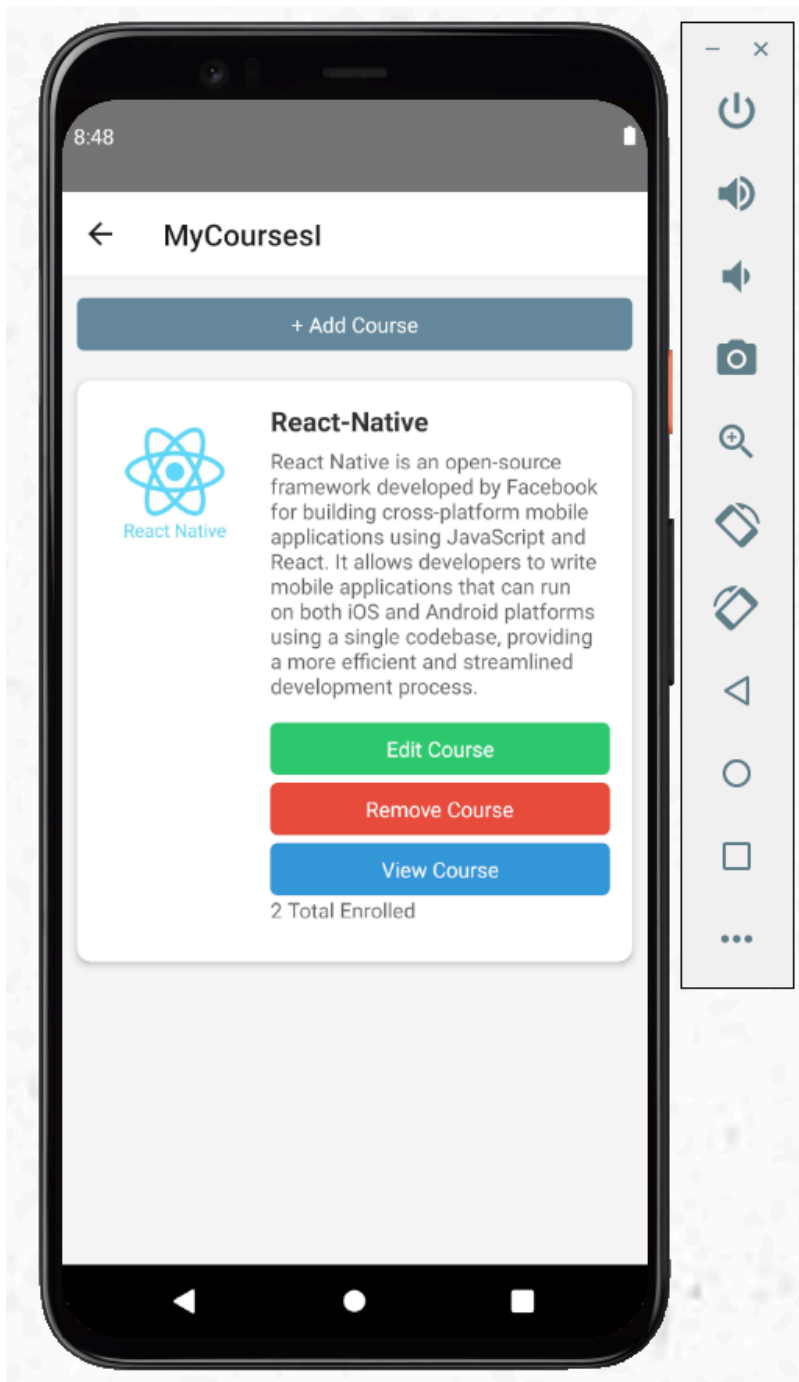 8:48
MyCoursesI
+ Add Course
React-Native
React Native is an open-source
framework developed by Facebook
for building cross-platform mobile
applications using JavaScript and
React. It allows developers to write
mobile applications that can run
on both iOS and Android platforms
using a single codebase, providing
a more efficient and streamlined
development process.
React Native
Edit Course
Remove Course
View Course
2 Total Enrolled